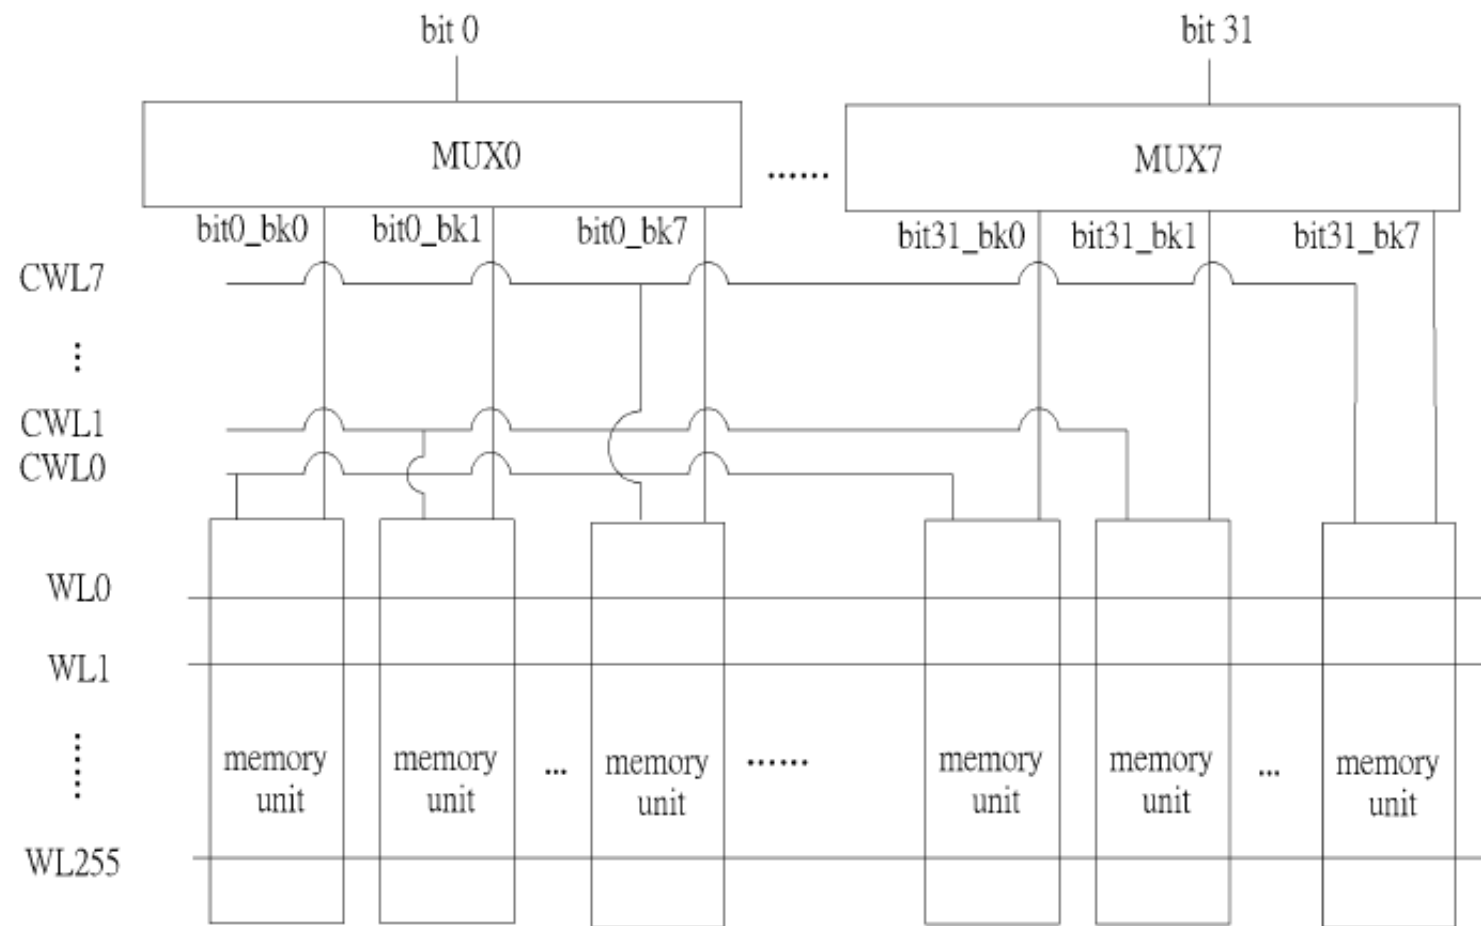 bit 0
bit 31
MUX0
......
MUX7
bit0_bk0
bit0_bk1
bit0_bk7
bit31_bk0
bit31_bk1
bit31_bk7
CWL7
...
CWL1
CWL0
WL0
WL1
......
WL255
memory
unit
memory
unit
...
memory
unit
......
memory
unit
memory
unit
...
memory
unit